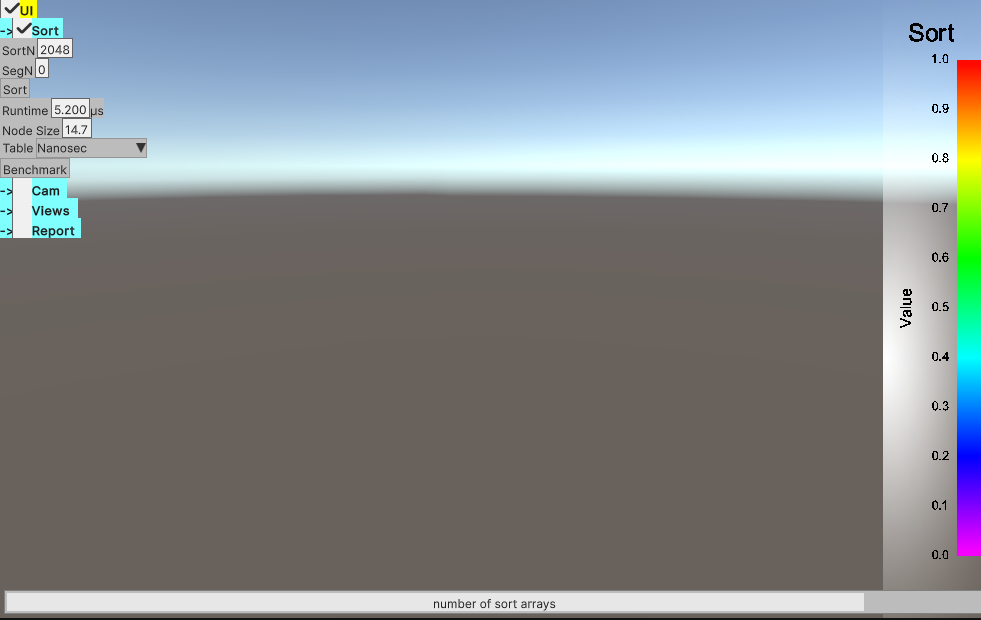 UI
-> Sort
SortN 2048
SegN 0
Sort
Runtime 5.200 µs
Node Size 14.7
Table Nanosec
Benchmark
-> Cam
-> Views
-> Report
Sort
1.0
0.9
0.8
0.7
0.6
0.5
0.4
0.3
0.2
0.1
0.0
Value
number of sort arrays